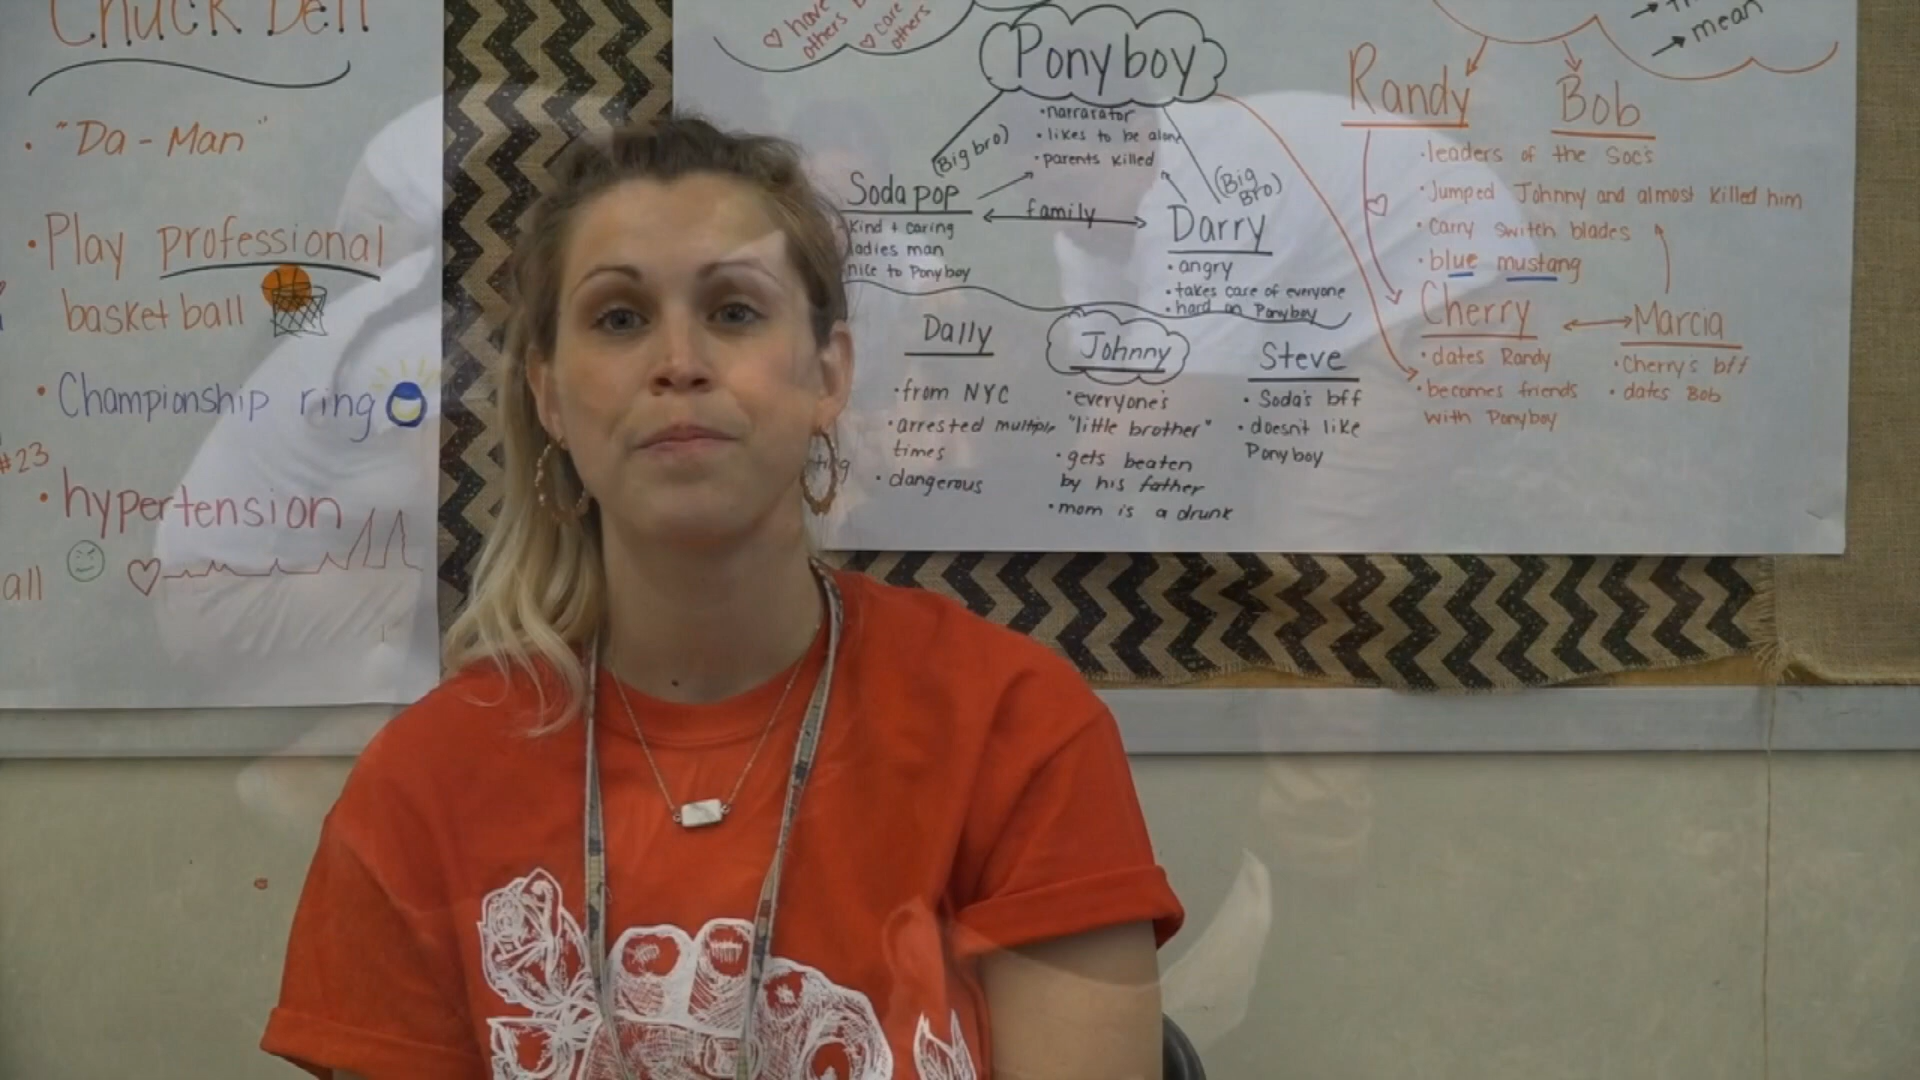 Chuck Bell
• "Da-Man"
• Play professional
basketball
• Championship ring
#23
• hypertension
all
♡ have
others
♡ care
others
Ponyboy
• nararator
• likes to be alone
• parents killed
(Big bro)
(Big
Bro)
Sodapop
family
Darry
kind + caring
ladies man
nice to Ponyboy
• angry
• takes care of everyone
• hard on Ponyboy
Dally
• from NYC
• arrested multiple
times
• dangerous
Johnny
• everyone's
"little brother"
• gets beaten
by his father
• mom is a drunk
Steve
• Soda's bff
• doesn't like
Ponyboy
→ mean
Randy
Bob
• leaders of the Soc's
• Jumped Johnny and almost killed him
• carry switch blades
• blue mustang
Cherry
• dates Randy
• becomes friends
with Ponyboy
Marcia
• Cherry's bff
• dates Bob